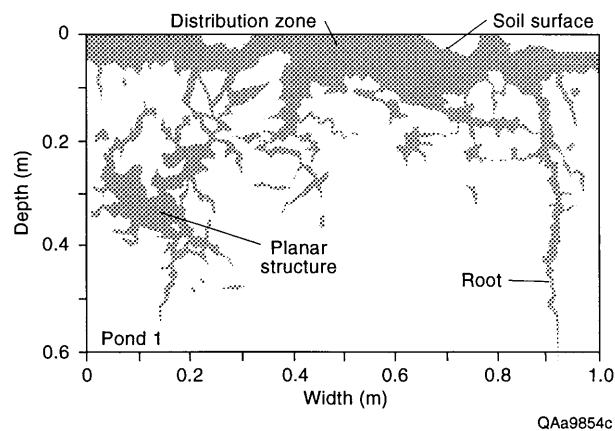 Distribution zone
Soil surface
0
0.2
0.4
0.6
Depth (m)
Planar
structure
Root
Pond 1
0
0.2
0.4
0.6
0.8
1.0
Width (m)
QAa9854c